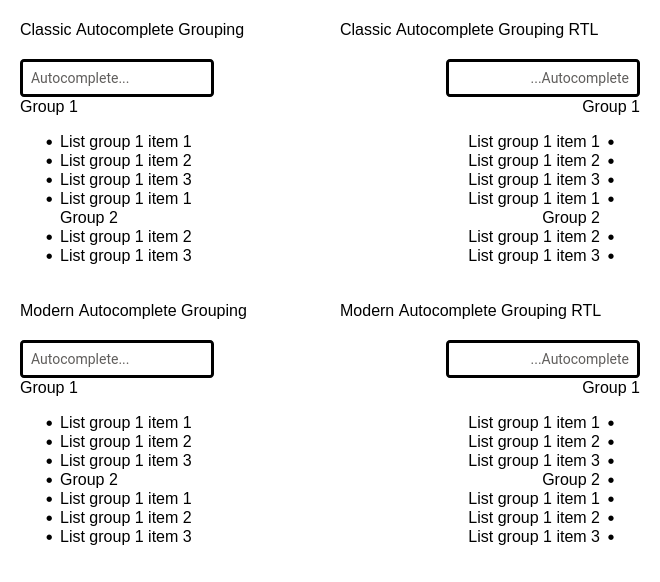 Classic Autocomplete Grouping
Autocomplete...
Group 1
• List group 1 item 1
• List group 1 item 2
• List group 1 item 3
• List group 1 item 1
Group 2
• List group 1 item 2
• List group 1 item 3
Classic Autocomplete Grouping RTL
...Autocomplete
Group 1
List group 1 item 1 •
List group 1 item 2 •
List group 1 item 3 •
List group 1 item 1 •
Group 2
List group 1 item 2 •
List group 1 item 3 •
Modern Autocomplete Grouping
Autocomplete...
Group 1
• List group 1 item 1
• List group 1 item 2
• List group 1 item 3
• Group 2
• List group 1 item 1
• List group 1 item 2
• List group 1 item 3
Modern Autocomplete Grouping RTL
...Autocomplete
Group 1
List group 1 item 1 •
List group 1 item 2 •
List group 1 item 3 •
Group 2 •
List group 1 item 1 •
List group 1 item 2 •
List group 1 item 3 •